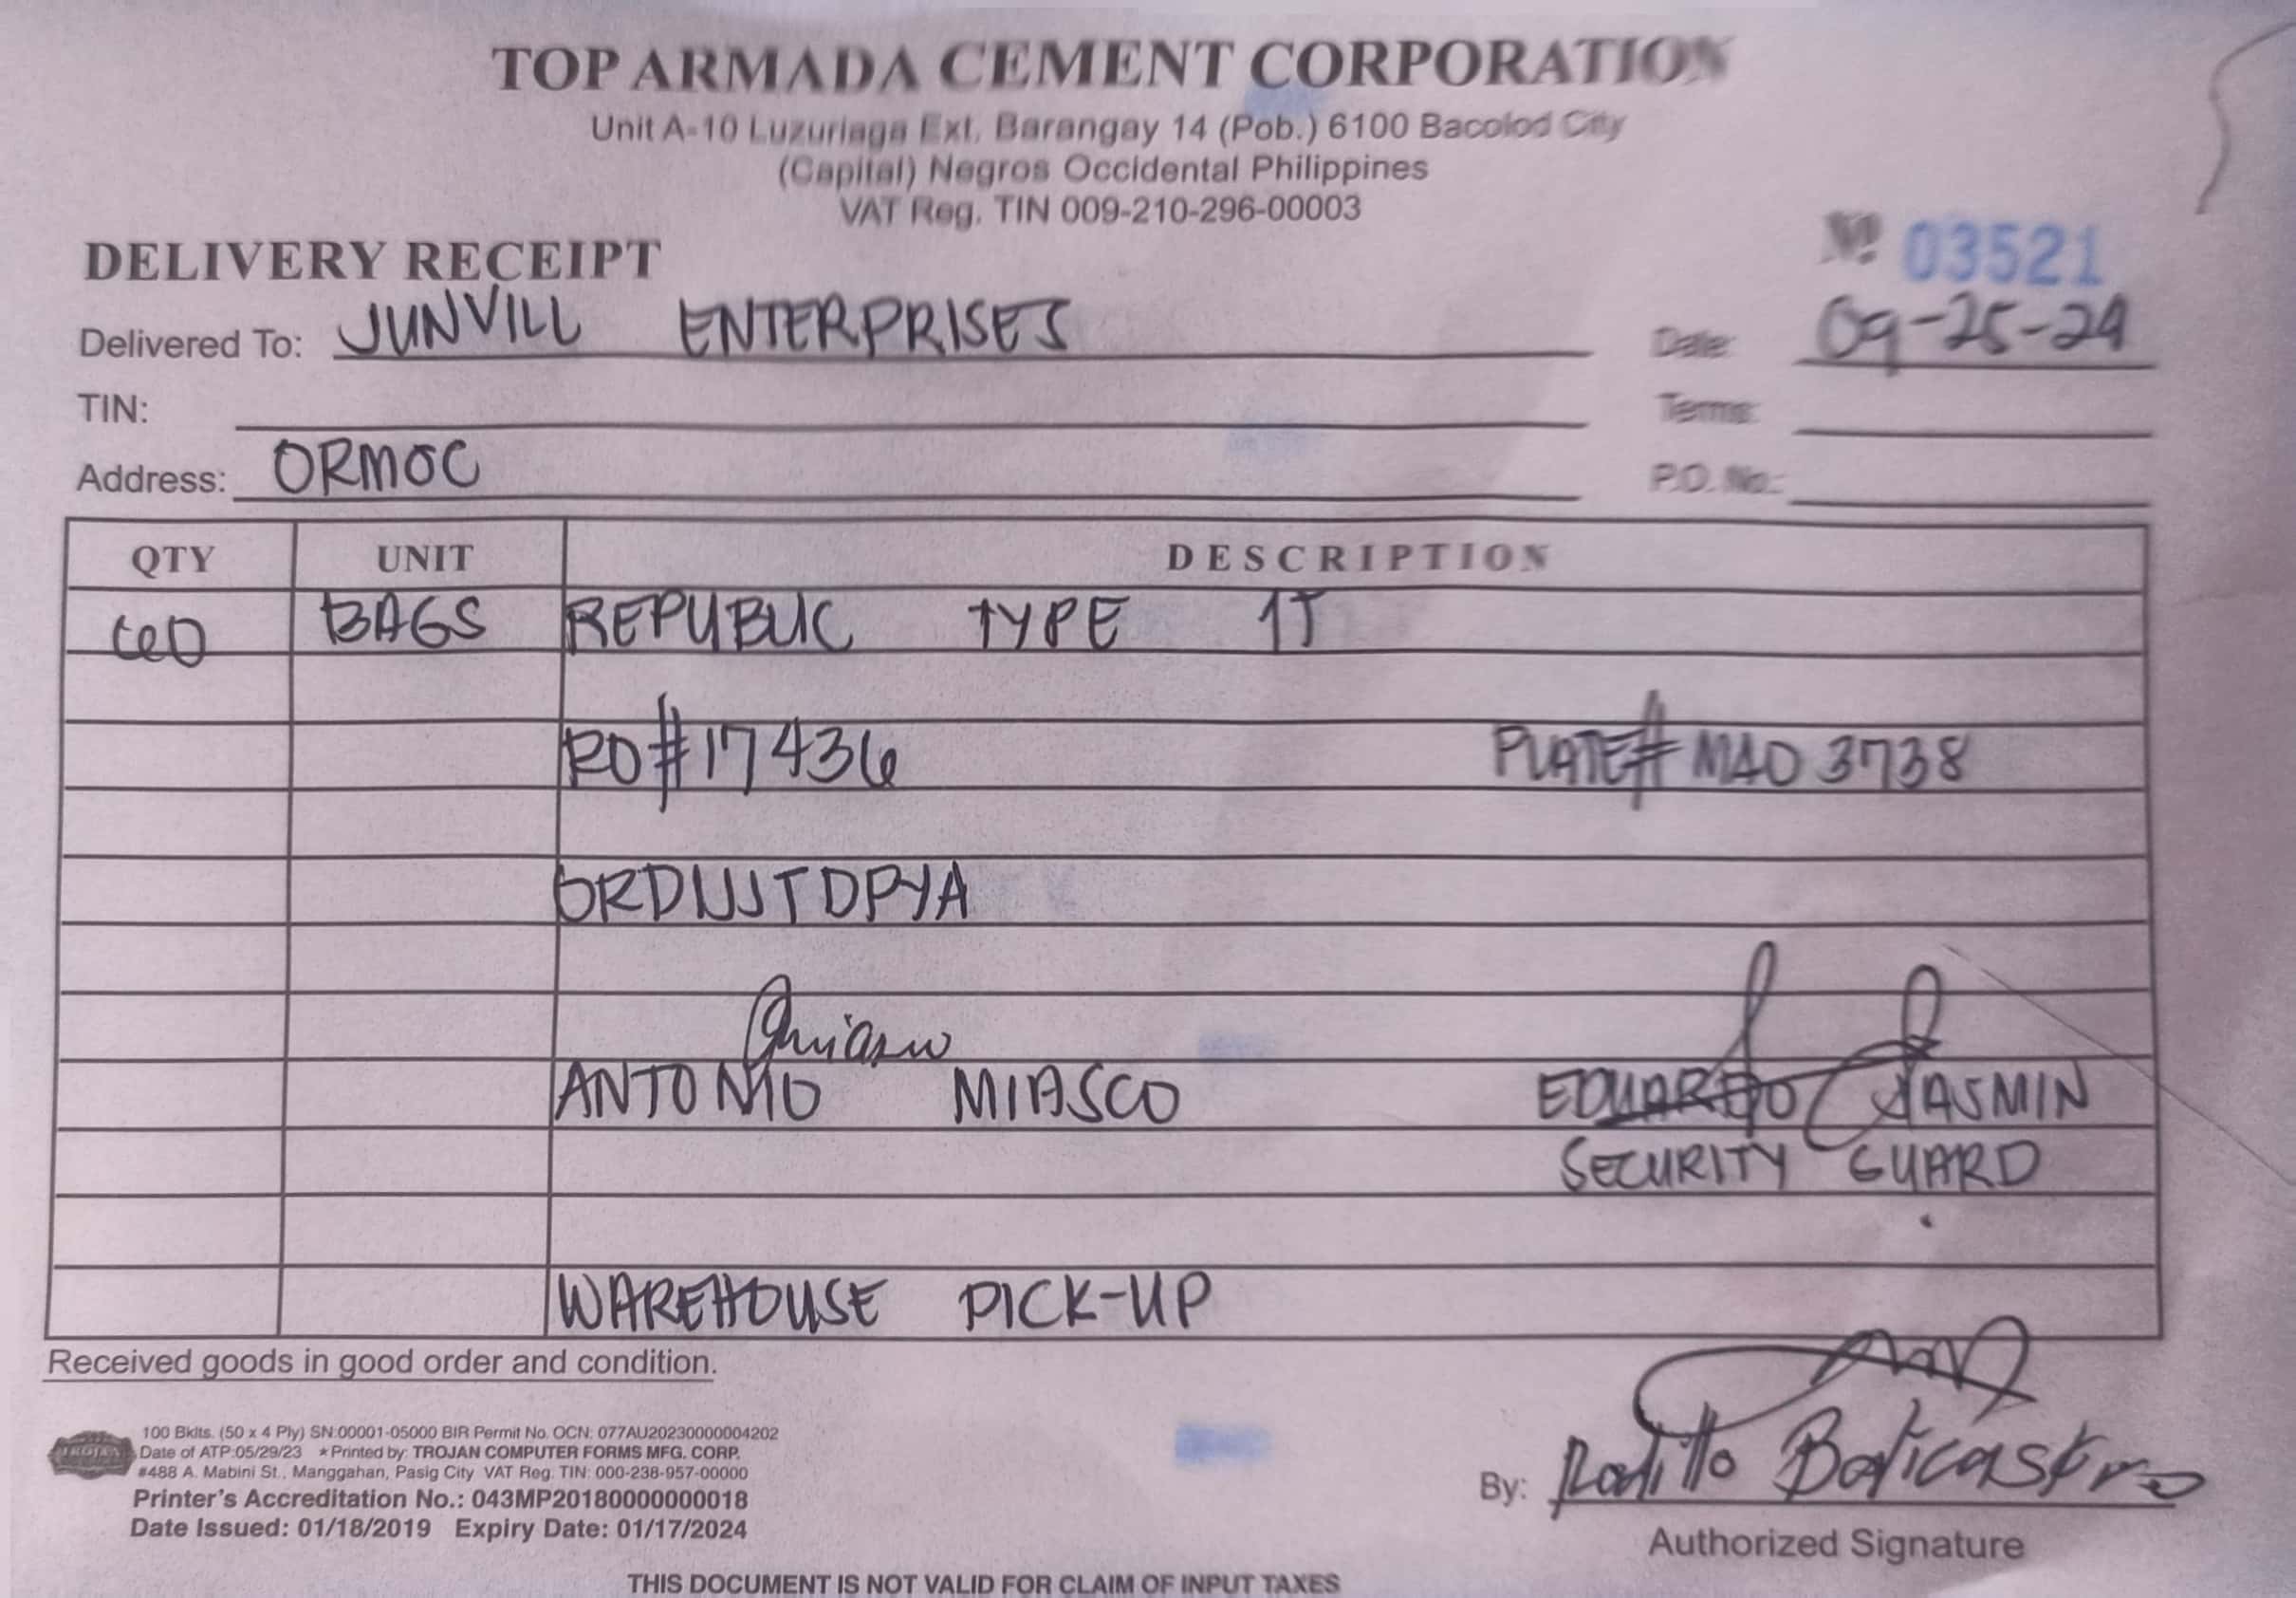 TOP ARMADA CEMENT CORPORATION
Unit A-10 Luzuriaga Ext. Barangay 14 (Pob.) 6100 Bacolod City
(Capital) Negros Occidental Philippines
VAT Reg. TIN 009-210-296-00003
DELIVERY RECEIPT
Nº 03521
Delivered To: JUNVILL ENTERPRISES Date: 09-25-24
TIN: Terms:
Address: ORMOC P.O. No.:
QTY UNIT DESCRIPTION
60 BAGS REPUBLIC TYPE 1T
RO#17436 PLATE# MAO 3738
ORDIWTDPYA
ANTONIO MIASCO EDUARDO JASMIN
SECURITY GUARD
WAREHOUSE PICK-UP
Received goods in good order and condition.
100 Bklts. (50 x 4 Ply) SN:00001-05000 BIR Permit No. OCN: 077AU20230000004202
TROJAN Date of ATP:05/29/23 *Printed by: TROJAN COMPUTER FORMS MFG. CORP.
#488 A. Mabini St., Manggahan, Pasig City VAT Reg. TIN: 000-238-957-00000
Printer's Accreditation No.: 043MP20180000000018
Date Issued: 01/18/2019 Expiry Date: 01/17/2024
By: Rodito Baticastro
Authorized Signature
THIS DOCUMENT IS NOT VALID FOR CLAIM OF INPUT TAXES